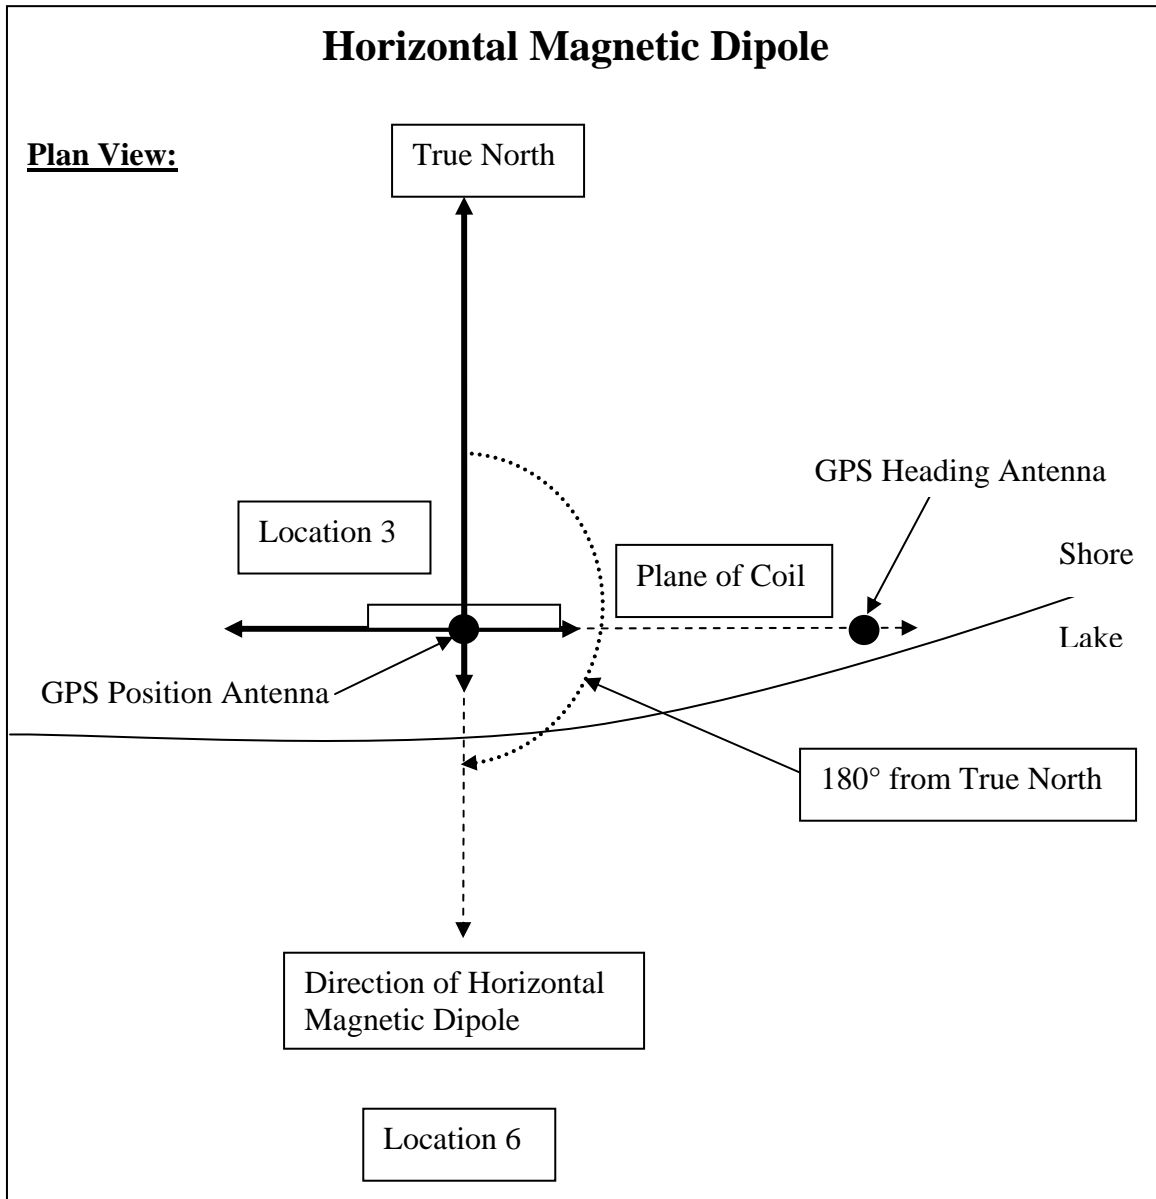 Horizontal Magnetic Dipole
Plan View:
True North
GPS Heading Antenna
Location 3
Shore
Plane of Coil
Lake
GPS Position Antenna
180° from True North
Direction of Horizontal
Magnetic Dipole
Location 6